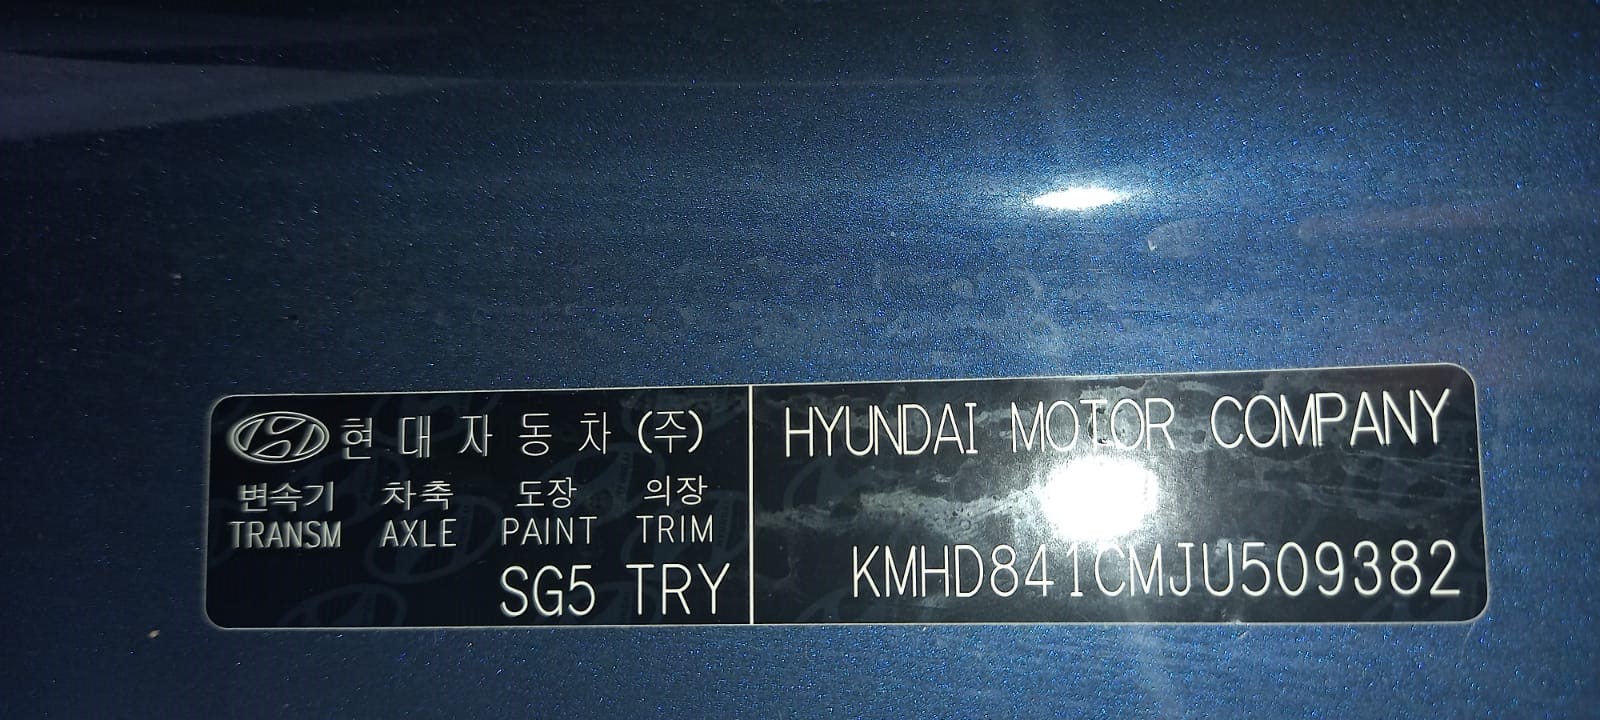 현대자동차(주)
변속기 차축 도장 의장
TRANSM AXLE PAINT TRIM
SG5 TRY
HYUNDAI MOTOR COMPANY
KMHD841CMJU509382